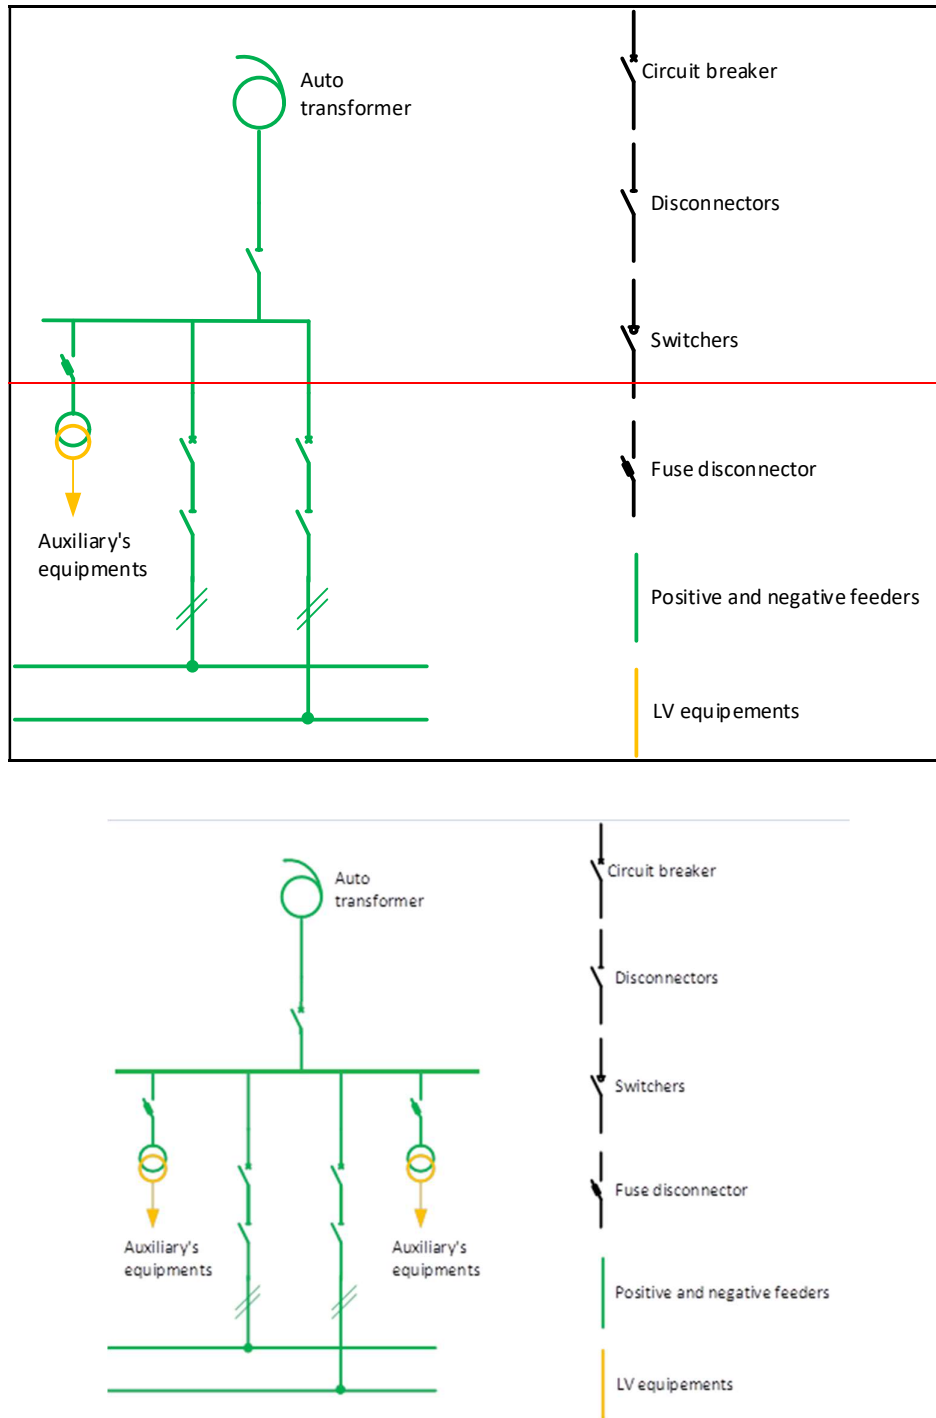 Auto
transformer
Circuit breaker
Disconnectors
Switchers
Fuse disconnector
Auxiliary's
equipments
Positive and negative feeders
LV equipements
Auto
transformer
Circuit breaker
Disconnectors
Switchers
Fuse disconnector
Auxiliary's
equipments
Auxiliary's
equipments
Positive and negative feeders
LV equipements